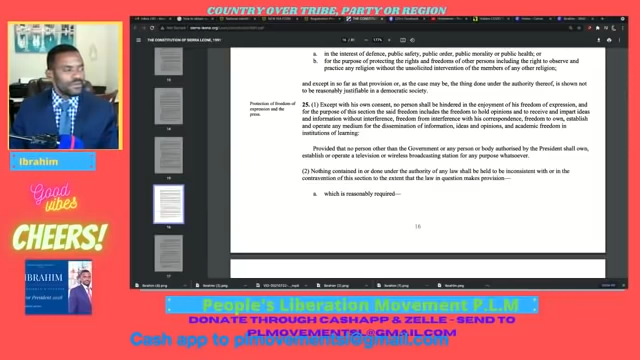 COUNTRY OVER TRIBE, PARTY OR REGION
THE CONSTITUTION OF SIERRA LEONE, 1991
a. in the interest of defence, public safety, public order, public morality or public health; or
b. for the purpose of protecting the rights and freedoms of other persons including the right to observe and
practice any religion without the unsolicited intervention of the members of any other religion;
and except in so far as that provision or, as the case may be, the thing done under the authority thereof, is shown not
to be reasonably justifiable in a democratic society.
Protection of freedom of
expression and the
press.
25. (1) Except with his own consent, no person shall be hindered in the enjoyment of his freedom of expression, and
for the purpose of this section the said freedom includes the freedom to hold opinions and to receive and impart ideas
and information without interference, freedom from interference with his correspondence, freedom to own, establish
and operate any medium for the dissemination of information, ideas and opinions, and academic freedom in
institutions of learning:
Provided that no person other than the Government or any person or body authorised by the President shall own,
establish or operate a television or wireless broadcasting station for any purpose whatsoever.
(2) Nothing contained in or done under the authority of any law shall be held to be inconsistent with or in
contravention of this section to the extent that the law in question makes provision—
a. which is reasonably required—
16
13
14
15
16
17
Ibrahim
Good
vibes
CHEERS!
IBRAHIM
People's Liberation Movement P.L.M
DONATE THROUGH CASHAPP & ZELLE - SEND TO
PLMOVEMENTSL@GMAIL.COM
Cash app to plmovementsl@gmail.com